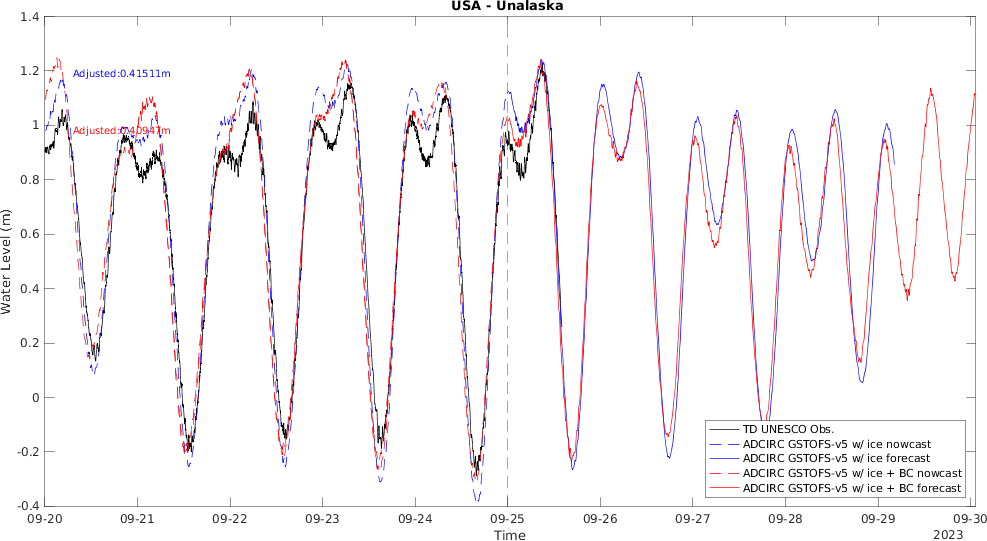 USA - Unalaska
1.4
1.2
1
0.8
0.6
0.4
0.2
0
-0.2
-0.4
Water Level (m)
Adjusted:0.41511m
Adjusted:0.40947m
TD UNESCO Obs.
ADCIRC GSTOFS-v5 w/ ice nowcast
ADCIRC GSTOFS-v5 w/ ice forecast
ADCIRC GSTOFS-v5 w/ ice + BC nowcast
ADCIRC GSTOFS-v5 w/ ice + BC forecast
09-20 09-21 09-22 09-23 09-24 09-25 09-26 09-27 09-28 09-29 09-30
Time
2023